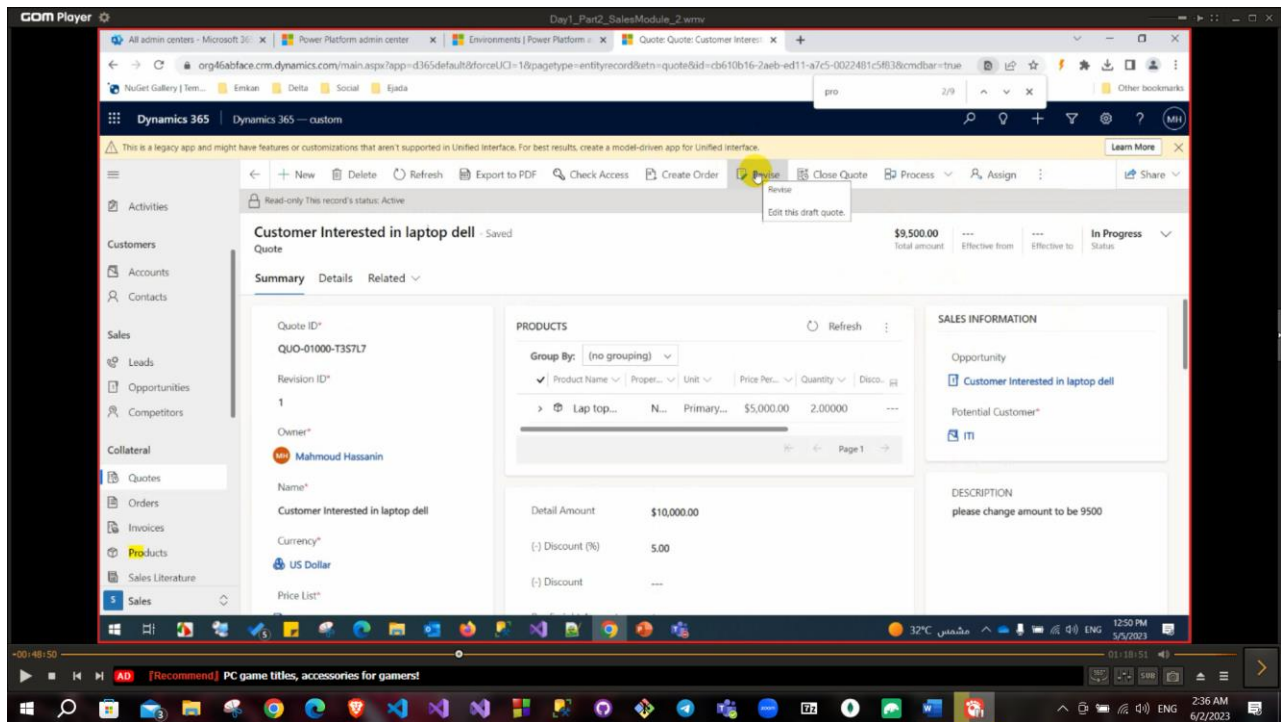 GOM Player
Day1_Part2_SalesModule_2.wmv
All admin centers - Microsoft 36
Power Platform admin center
Environments | Power Platform a
Quote: Quote: Customer Interest
org46abface.crm.dynamics.com/main.aspx?app=d365default&forceUCI=1&pagetype=entityrecord&etn=quote&id=cb610b16-2aeb-ed11-a7c5-0022481c5f83&cmdbar=true
NuGet Gallery | Tem...
Emkan
Delta
Social
Ejada
pro
2/9
Other bookmarks
Dynamics 365
Dynamics 365 — custom
MH
This is a legacy app and might have features or customizations that aren't supported in Unified Interface. For best results, create a model-driven app for Unified Interface.
Learn More
New
Delete
Refresh
Export to PDF
Check Access
Create Order
Revise
Close Quote
Process
Assign
Share
Revise
Edit this draft quote.
Read-only This record's status: Active
Activities
Customers
Accounts
Contacts
Sales
Leads
Opportunities
Competitors
Collateral
Quotes
Orders
Invoices
Products
Sales Literature
S Sales
Customer Interested in laptop dell - Saved
Quote
$9,500.00
Total amount
---
Effective from
---
Effective to
In Progress
Status
Summary
Details
Related
Quote ID*
QUO-01000-T3S7L7
Revision ID*
1
Owner*
MH Mahmoud Hassanin
Name*
Customer Interested in laptop dell
Currency*
US Dollar
Price List*
PRODUCTS
Refresh
Group By: (no grouping)
Product Name
Proper...
Unit
Price Per...
Quantity
Disco..
Lap top...
N...
Primary...
$5,000.00
2.00000
---
Page 1
Detail Amount
$10,000.00
(-) Discount (%)
5.00
(-) Discount
---
SALES INFORMATION
Opportunity
Customer Interested in laptop dell
Potential Customer*
ITI
DESCRIPTION
please change amount to be 9500
32°C مشمس
ENG
12:50 PM
5/5/2023
-00:48:50
01:18:51
AD [Recommend] PC game titles, accessories for gamers!
SUB
ENG
2:36 AM
6/2/2023